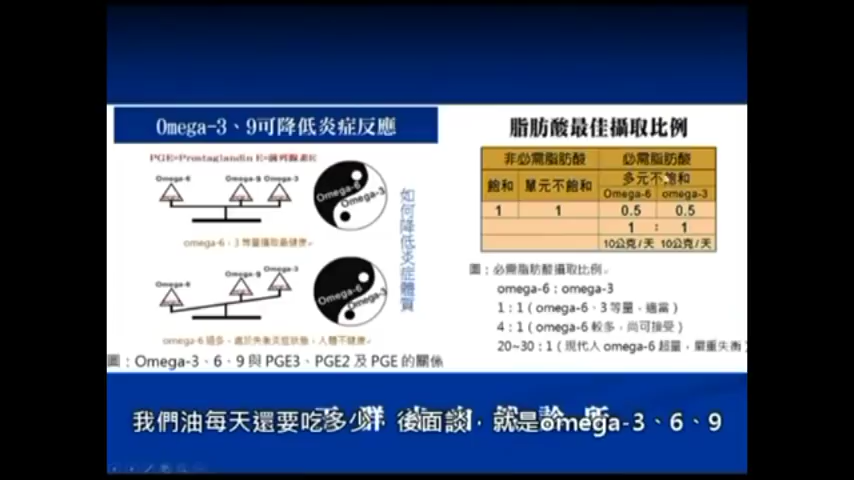 Omega-3、9可降低炎症反應
PGE=Prostaglandin E=前列腺素E
Omega-6
Omega-9
Omega-3
Omega-6
Omega-3
omega-6：3 等量攝取最健康
Omega-6
Omega-9
Omega-3
Omega-6
Omega-3
omega-6 過多，處於失衡炎症狀態，人體不健康
如何降低炎症體質
圖：Omega-3、6、9 與 PGE3、PGE2 及 PGE 的關係
脂肪酸最佳攝取比例
非必需脂肪酸 必需脂肪酸
飽和 單元不飽和 多元不飽和
Omega-6 omega-3
1 1 0.5 0.5
1 : 1
10公克/天 10公克/天
圖：必需脂肪酸攝取比例
omega-6：omega-3
1：1（omega-6、3 等量，適當）
4：1（omega-6 較多，尚可接受）
20~30：1（現代人 omega-6 超量，嚴重失衡）
我們油每天還要吃多少，後面談，就是omega-3、6、9